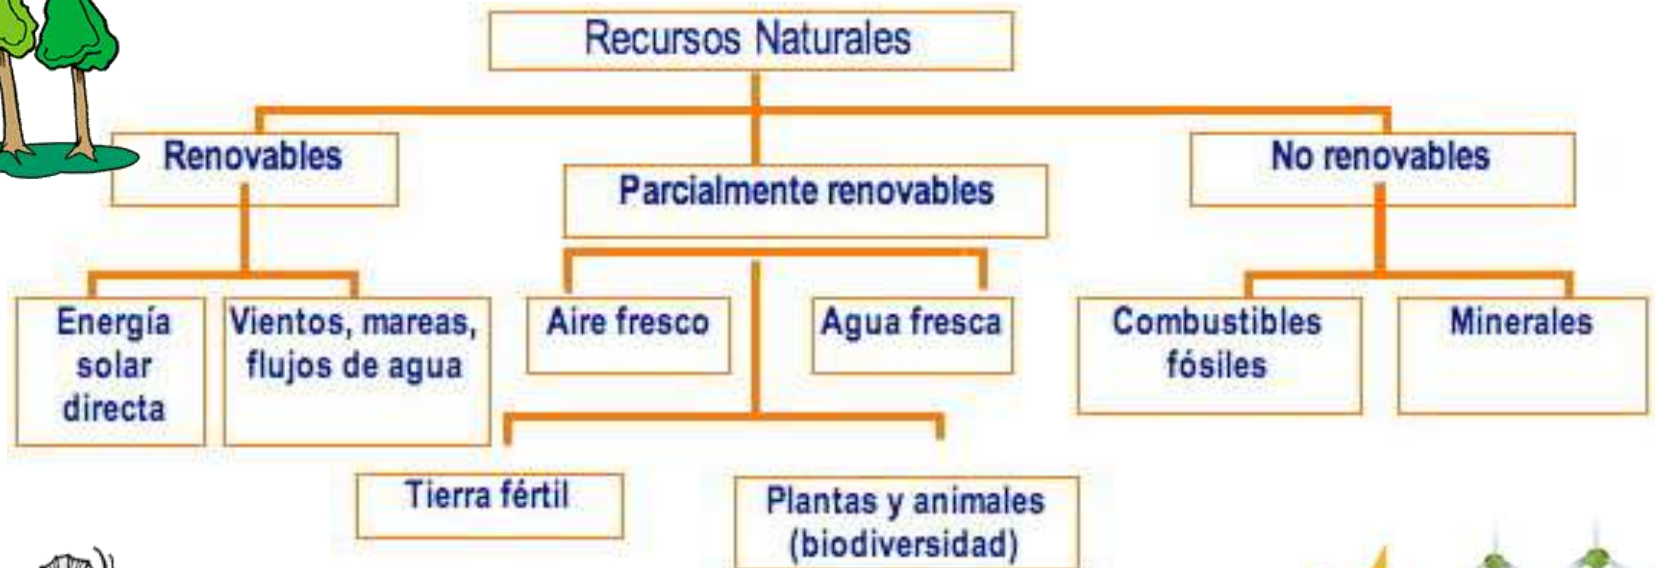 Recursos Naturales
Renovables
Parcialmente renovables
No renovables
Energía
solar
directa
Vientos, mareas,
flujos de agua
Aire fresco
Agua fresca
Combustibles
fósiles
Minerales
Tierra fértil
Plantas y animales
(biodiversidad)